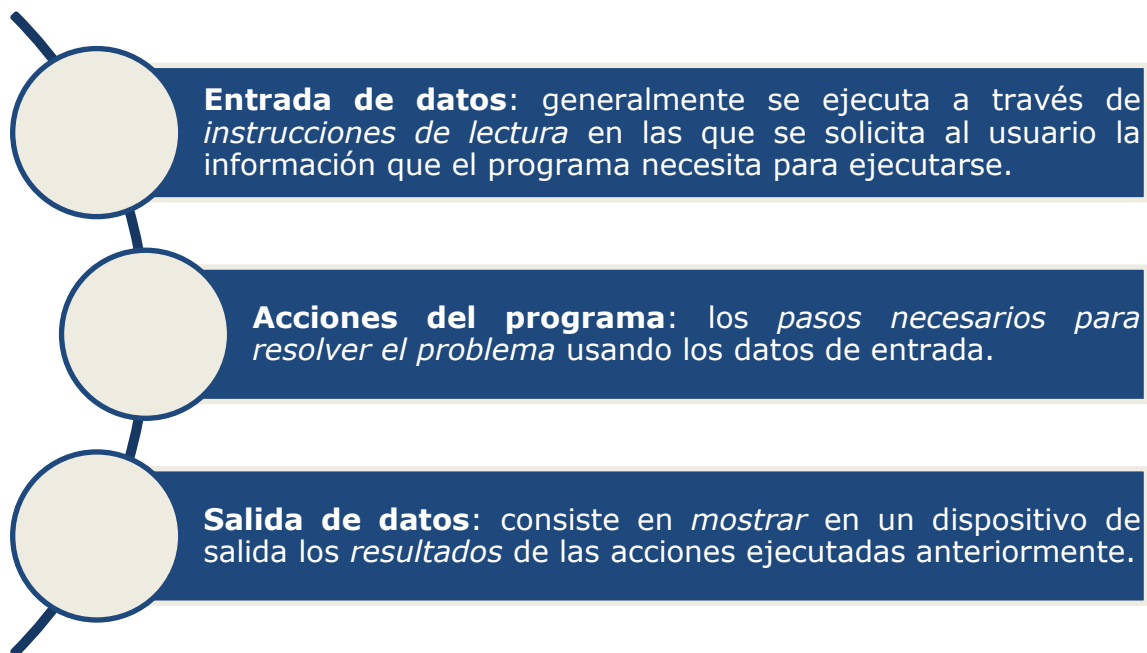 Entrada de datos: generalmente se ejecuta a través de
instrucciones de lectura en las que se solicita al usuario la
información que el programa necesita para ejecutarse.
Acciones del programa: los pasos necesarios para
resolver el problema usando los datos de entrada.
Salida de datos: consiste en mostrar en un dispositivo de
salida los resultados de las acciones ejecutadas anteriormente.